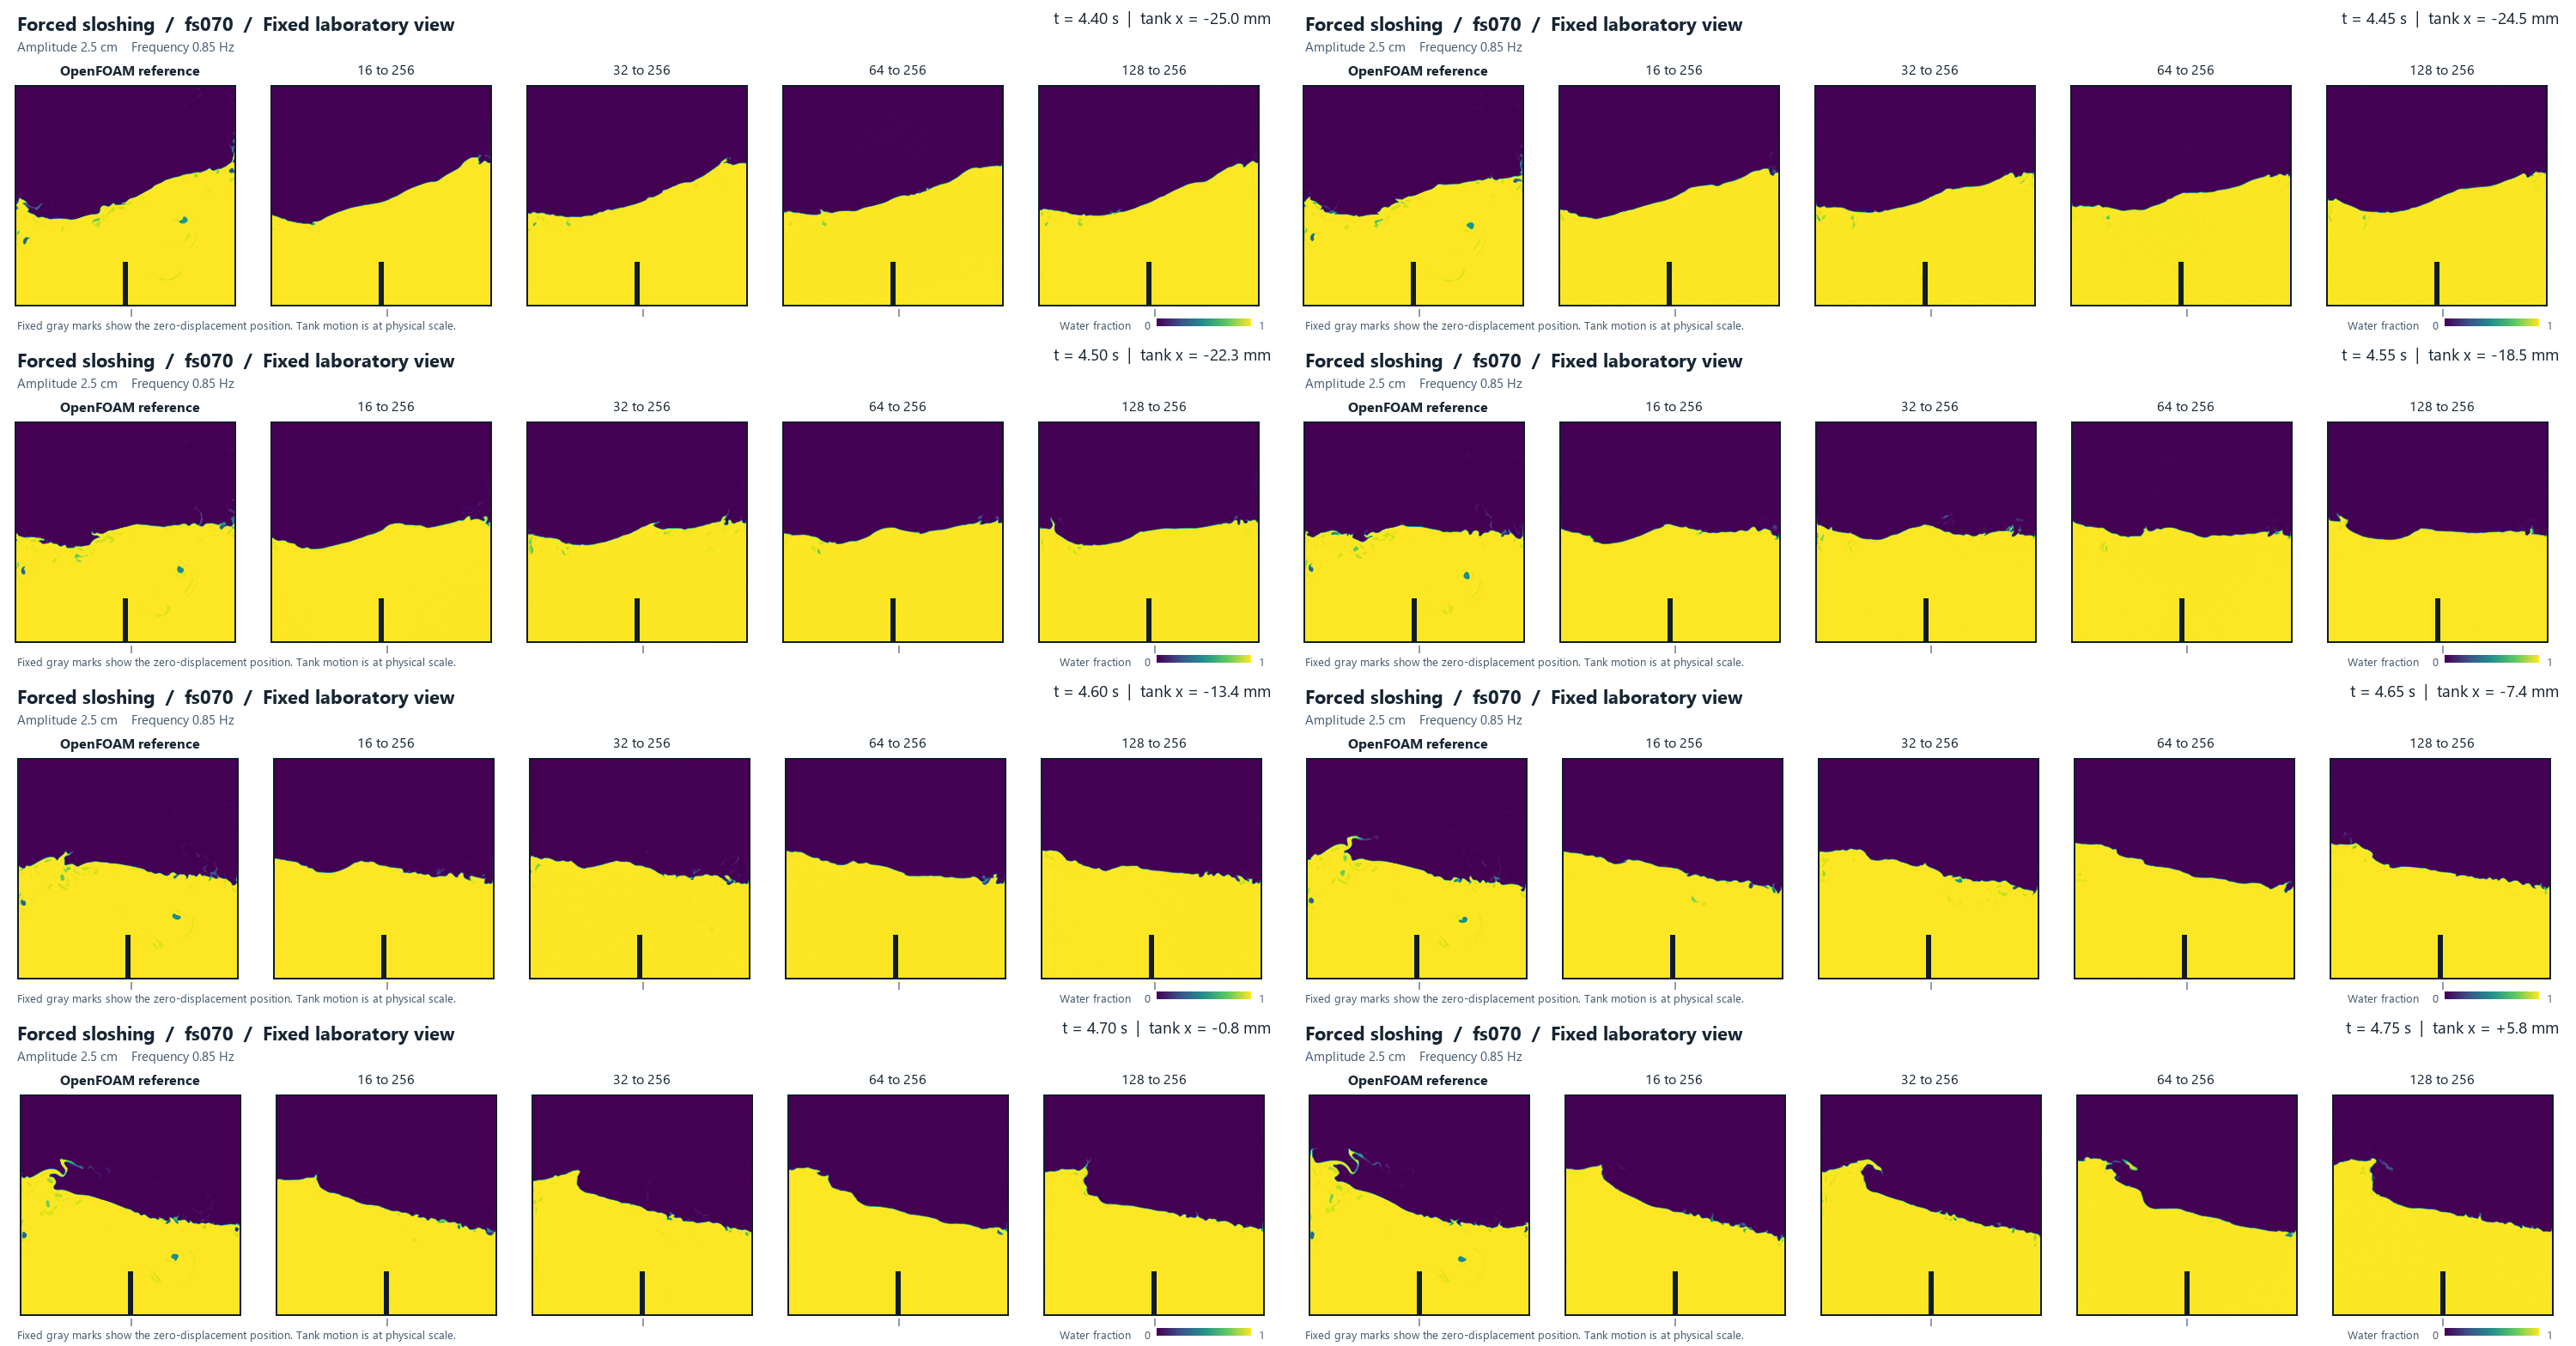 Forced sloshing / fs070 / Fixed laboratory view
t = 4.40 s | tank x = -25.0 mm
Amplitude 2.5 cm Frequency 0.85 Hz
OpenFOAM reference 16 to 256 32 to 256 64 to 256 128 to 256
Fixed gray marks show the zero-displacement position. Tank motion is at physical scale.
Water fraction 0 1
Forced sloshing / fs070 / Fixed laboratory view
t = 4.45 s | tank x = -24.5 mm
Amplitude 2.5 cm Frequency 0.85 Hz
OpenFOAM reference 16 to 256 32 to 256 64 to 256 128 to 256
Fixed gray marks show the zero-displacement position. Tank motion is at physical scale.
Water fraction 0 1
Forced sloshing / fs070 / Fixed laboratory view
t = 4.50 s | tank x = -22.3 mm
Amplitude 2.5 cm Frequency 0.85 Hz
OpenFOAM reference 16 to 256 32 to 256 64 to 256 128 to 256
Fixed gray marks show the zero-displacement position. Tank motion is at physical scale.
Water fraction 0 1
Forced sloshing / fs070 / Fixed laboratory view
t = 4.55 s | tank x = -18.5 mm
Amplitude 2.5 cm Frequency 0.85 Hz
OpenFOAM reference 16 to 256 32 to 256 64 to 256 128 to 256
Fixed gray marks show the zero-displacement position. Tank motion is at physical scale.
Water fraction 0 1
Forced sloshing / fs070 / Fixed laboratory view
t = 4.60 s | tank x = -13.4 mm
Amplitude 2.5 cm Frequency 0.85 Hz
OpenFOAM reference 16 to 256 32 to 256 64 to 256 128 to 256
Fixed gray marks show the zero-displacement position. Tank motion is at physical scale.
Water fraction 0 1
Forced sloshing / fs070 / Fixed laboratory view
t = 4.65 s | tank x = -7.4 mm
Amplitude 2.5 cm Frequency 0.85 Hz
OpenFOAM reference 16 to 256 32 to 256 64 to 256 128 to 256
Fixed gray marks show the zero-displacement position. Tank motion is at physical scale.
Water fraction 0 1
Forced sloshing / fs070 / Fixed laboratory view
t = 4.70 s | tank x = -0.8 mm
Amplitude 2.5 cm Frequency 0.85 Hz
OpenFOAM reference 16 to 256 32 to 256 64 to 256 128 to 256
Fixed gray marks show the zero-displacement position. Tank motion is at physical scale.
Water fraction 0 1
Forced sloshing / fs070 / Fixed laboratory view
t = 4.75 s | tank x = +5.8 mm
Amplitude 2.5 cm Frequency 0.85 Hz
OpenFOAM reference 16 to 256 32 to 256 64 to 256 128 to 256
Fixed gray marks show the zero-displacement position. Tank motion is at physical scale.
Water fraction 0 1